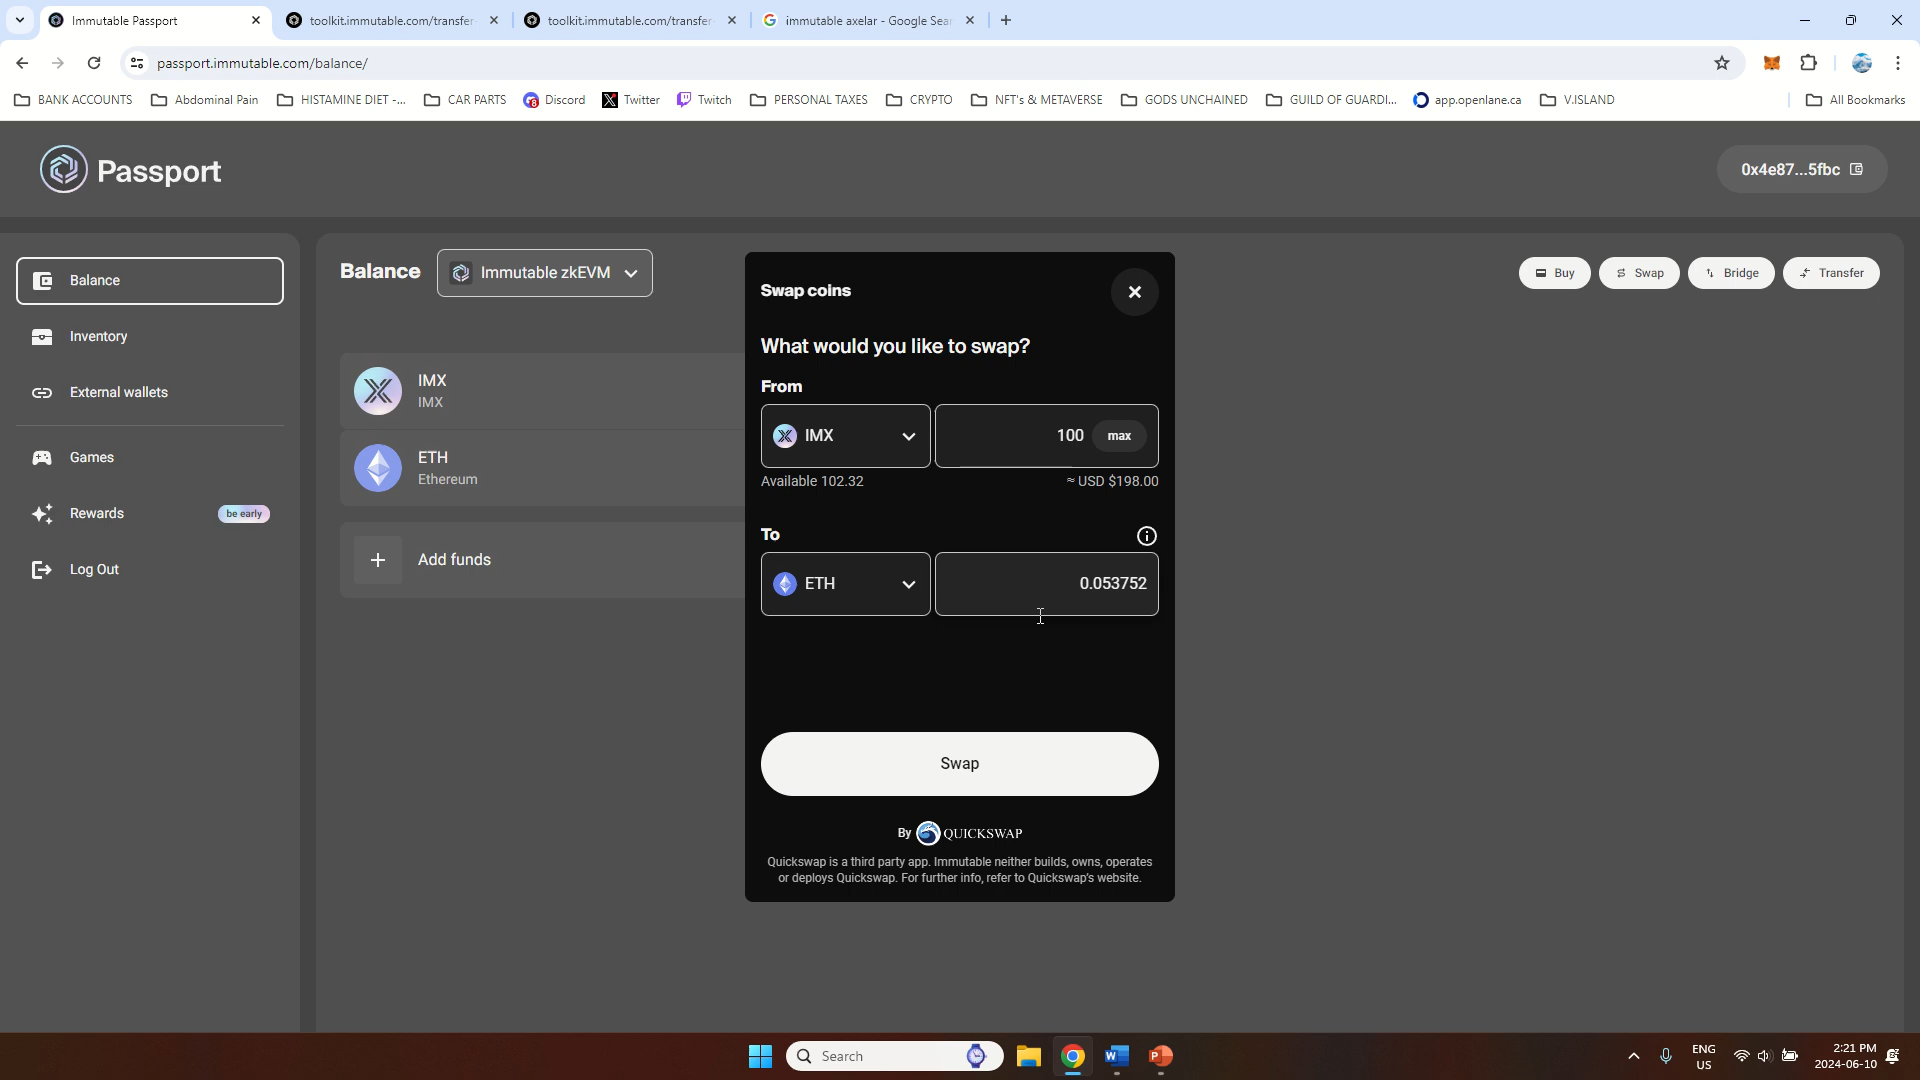 Immutable Passport
toolkit.immutable.com/transfer
toolkit.immutable.com/transfer
immutable axelar - Google Sea
passport.immutable.com/balance/
BANK ACCOUNTS
Abdominal Pain
HISTAMINE DIET -...
CAR PARTS
Discord
Twitter
Twitch
PERSONAL TAXES
CRYPTO
NFT's & METAVERSE
GODS UNCHAINED
GUILD OF GUARDI...
app.openlane.ca
V.ISLAND
All Bookmarks
Passport
0x4e87...5fbc
Balance
Inventory
External wallets
Games
Rewards
be early
Log Out
Balance
Immutable zkEVM
Buy
Swap
Bridge
Transfer
IMX
IMX
ETH
Ethereum
Add funds
Swap coins
What would you like to swap?
From
IMX
100
max
Available 102.32
≈ USD $198.00
To
ETH
0.053752
Swap
By QUICKSWAP
Quickswap is a third party app. Immutable neither builds, owns, operates
or deploys Quickswap. For further info, refer to Quickswap's website.
Search
ENG
US
2:21 PM
2024-06-10